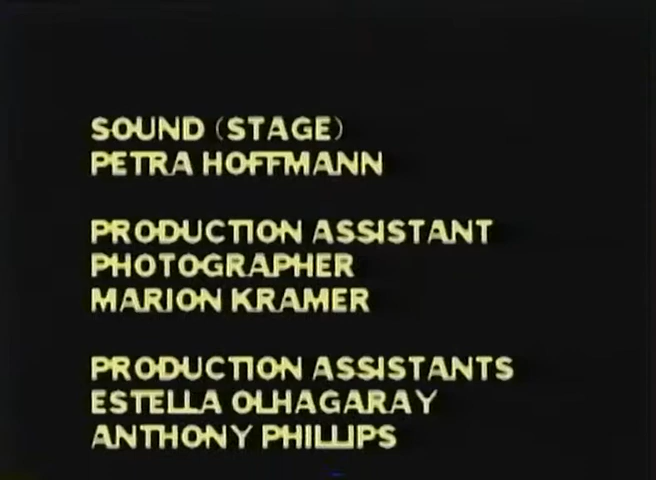 SOUND (STAGE)
PETRA HOFFMANN
PRODUCTION ASSISTANT
PHOTOGRAPHER
MARION KRAMER
PRODUCTION ASSISTANTS
ESTELLA OLHAGARAY
ANTHONY PHILLIPS